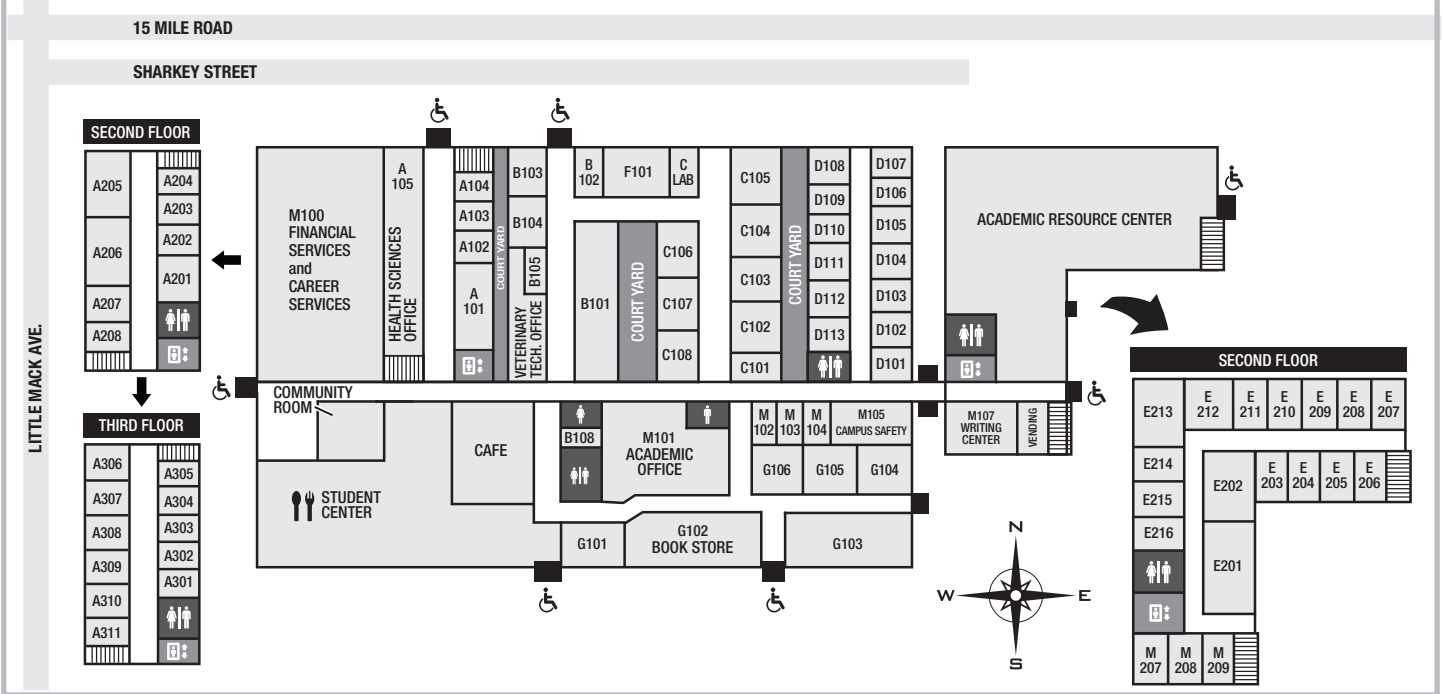 15 MILE ROAD
SHARKEY STREET
LITTLE MACK AVE.
SECOND FLOOR
A205
A206
A207
A208
A204
A203
A202
A201
THIRD FLOOR
A306
A307
A308
A309
A310
A311
A305
A304
A303
A302
A301
M100
FINANCIAL
SERVICES
and
CAREER
SERVICES
A
105
HEALTH SCIENCES
OFFICE
A104
A103
A102
A
101
COURT YARD
B103
B104
B105
VETERINARY
TECH. OFFICE
B
102
F101
C
LAB
B101
COURT YARD
C106
C107
C108
C105
C104
C103
C102
C101
COURT YARD
D108
D109
D110
D111
D112
D113
D107
D106
D105
D104
D103
D102
D101
ACADEMIC RESOURCE CENTER
COMMUNITY
ROOM
CAFE
STUDENT
CENTER
B108
M101
ACADEMIC
OFFICE
M
102
M
103
M
104
M105
CAMPUS SAFETY
G106
G105
G104
G101
G102
BOOK STORE
G103
M107
WRITING
CENTER
VENDING
N
W
E
S
SECOND FLOOR
E213
E
212
E
211
E
210
E
209
E
208
E
207
E214
E215
E216
E202
E
203
E
204
E
205
E
206
E201
M
207
M
208
M
209